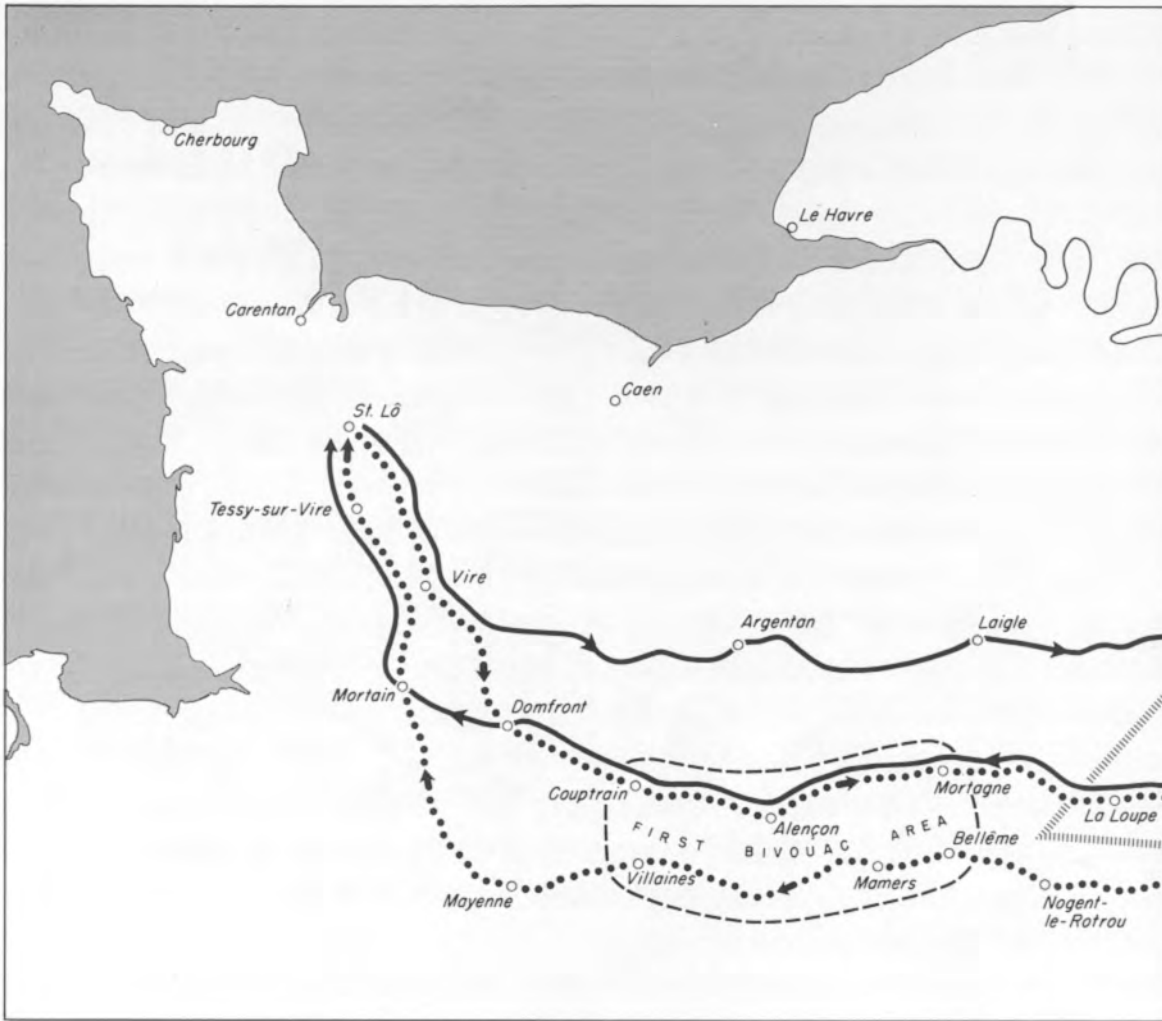 Cherbourg
Le Havre
Carentan
Caen
St. Lô
Tessy-sur-Vire
Vire
Argentan
Laigle
Mortain
Domfront
Couptrain
Mortagne
La Loupe
Alençon
FIRST BIVOUAC AREA
Bellême
Villaines
Mamers
Mayenne
Nogent-
le-Rotrou